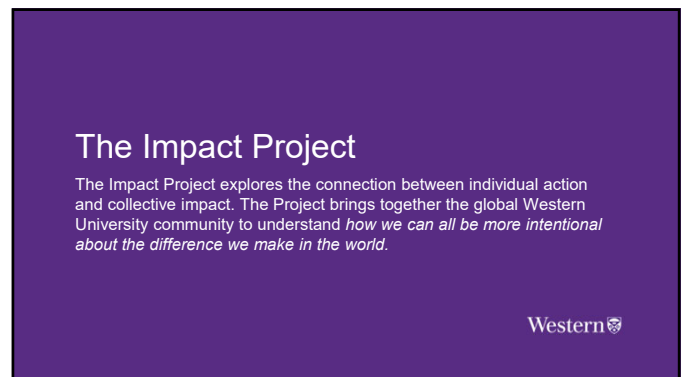 The Impact Project
The Impact Project explores the connection between individual action
and collective impact. The Project brings together the global Western
University community to understand how we can all be more intentional
about the difference we make in the world.
Western